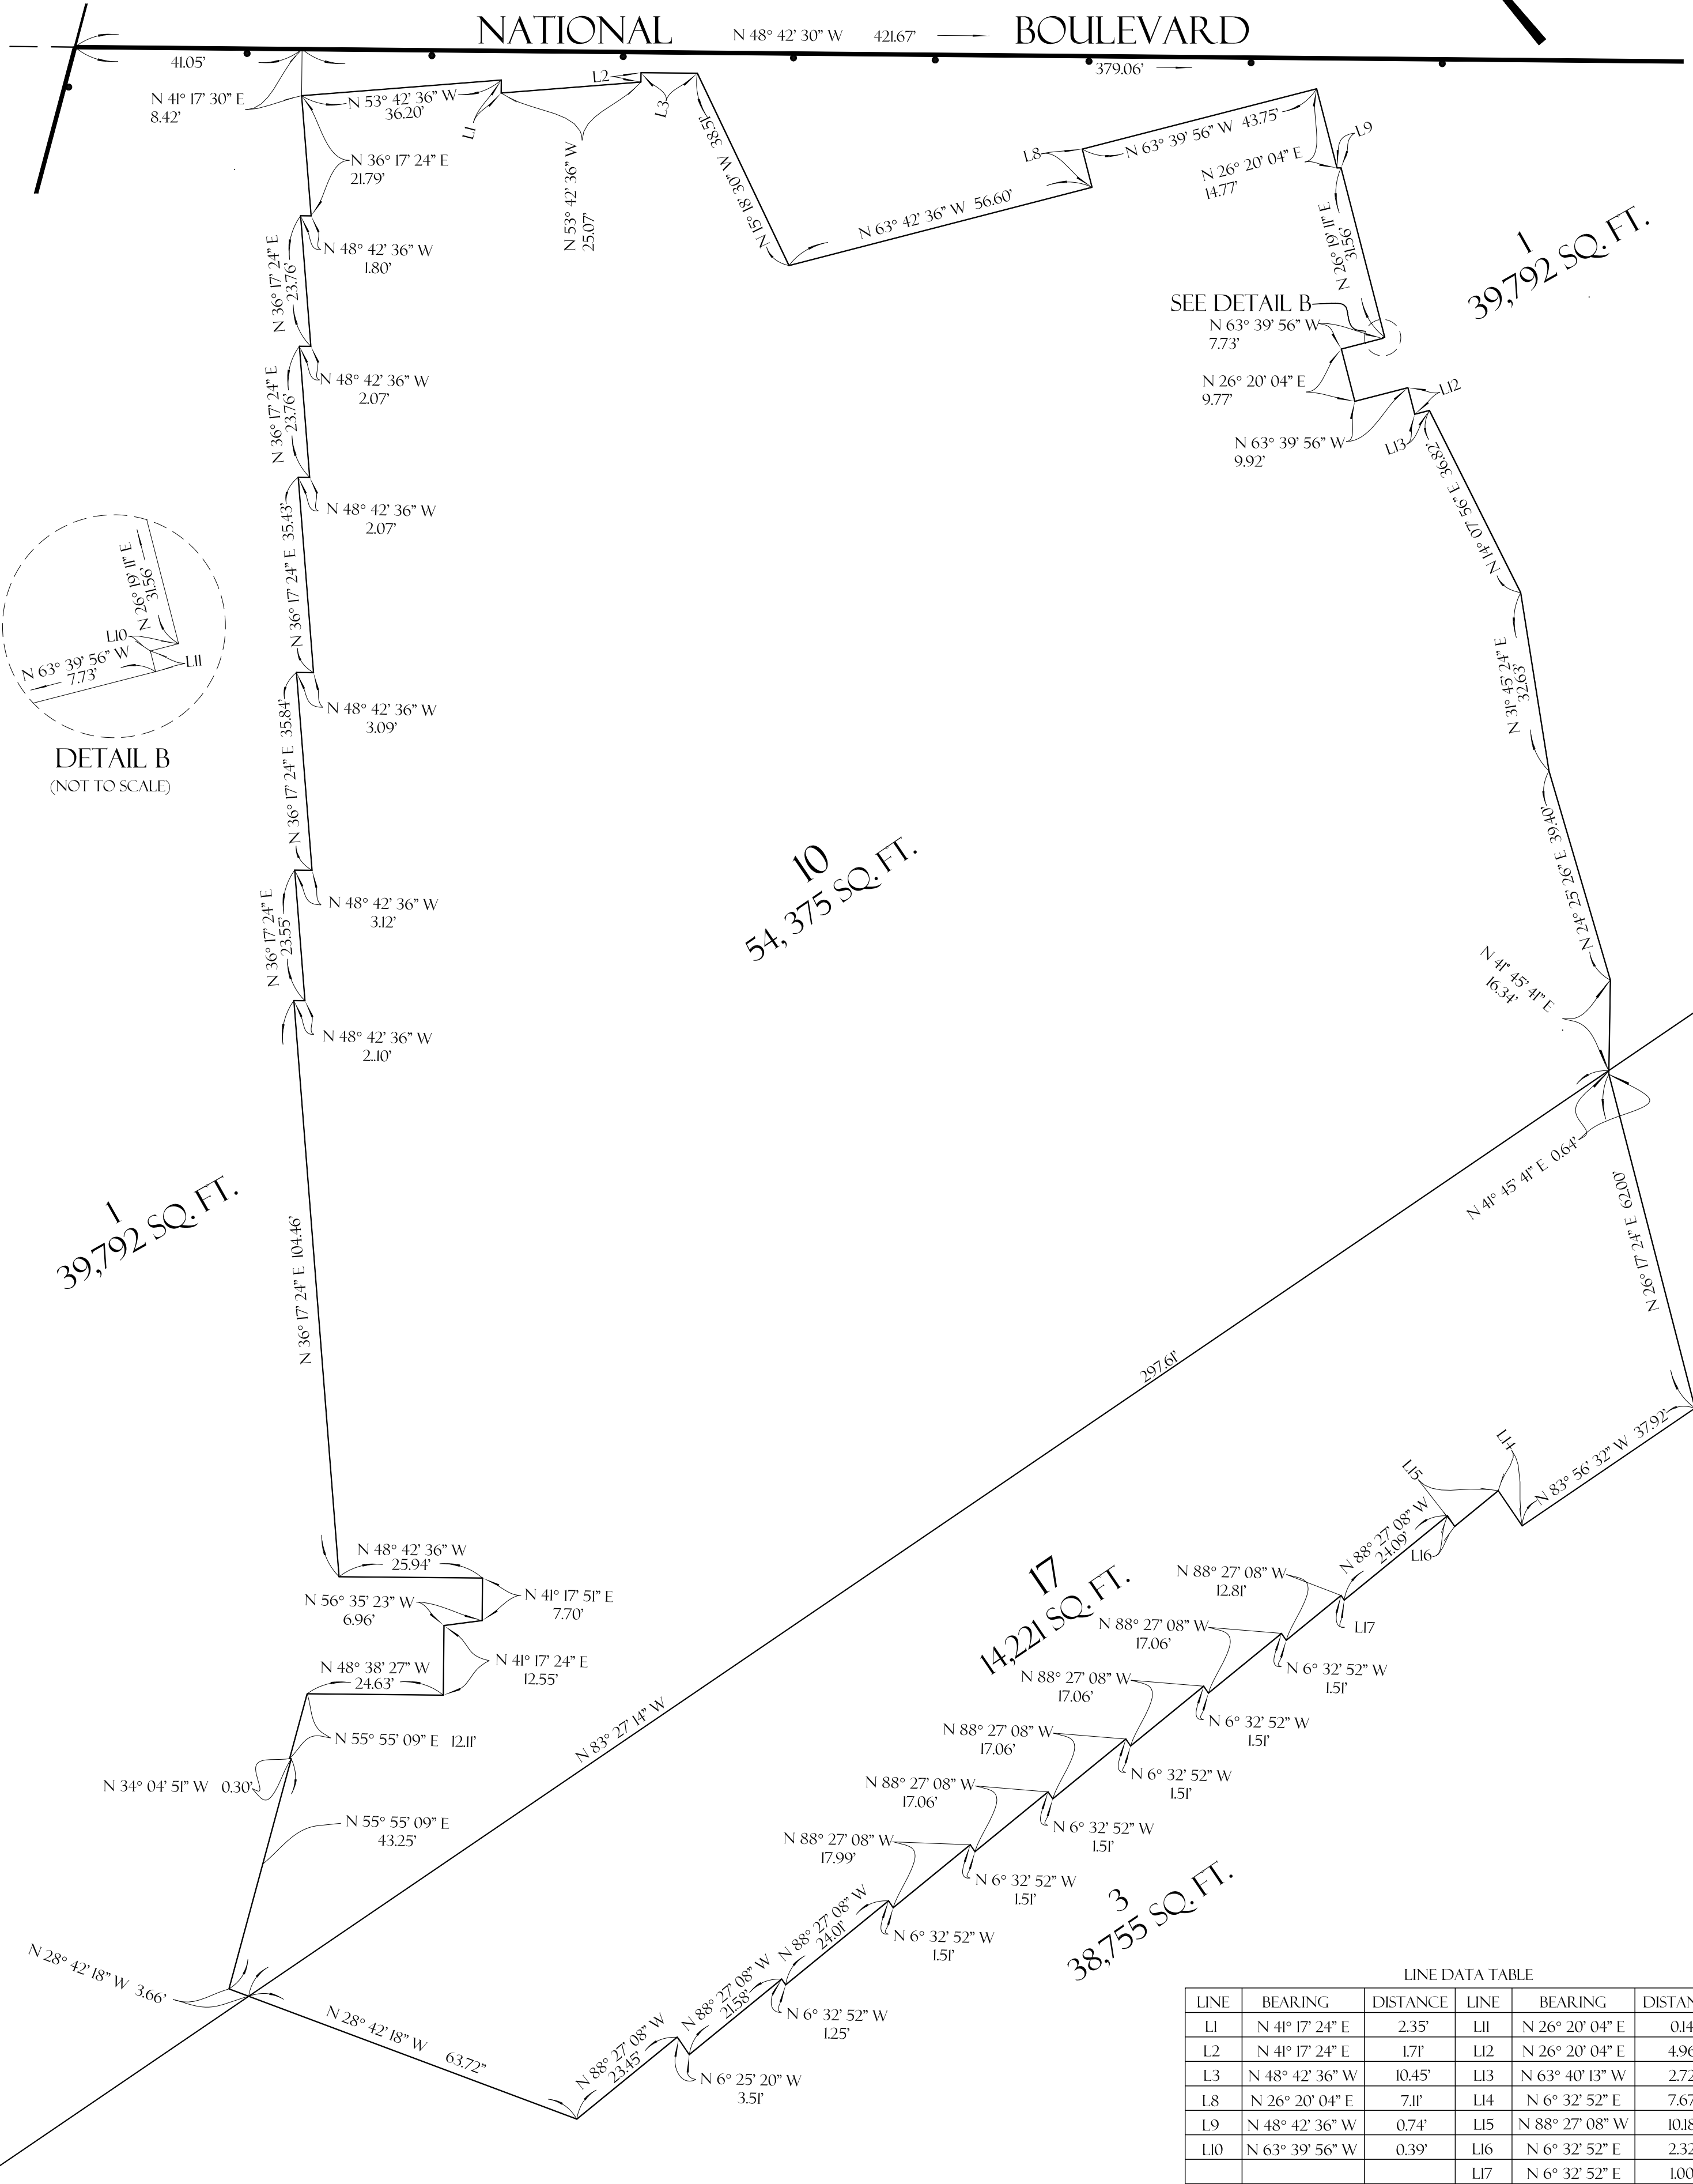 NATIONAL BOULEVARD
N 48° 42' 30" W 421.67'
41.05'
379.06'
N 41° 17' 30" E
8.42'
N 53° 42' 36" W
36.20'
L1
L2
L3
N 53° 42' 36" W
25.07'
N 15° 18' 30" W 38.51'
N 63° 42' 36" W 56.60'
L8
N 63° 39' 56" W 43.75'
L9
N 26° 20' 04" E
14.77'
N 26° 19' 11" E
31.56'
SEE DETAIL B
N 63° 39' 56" W
7.73'
N 26° 20' 04" E
9.77'
N 63° 39' 56" W
9.92'
L12
L13
1
39,792 SQ. FT.
N 36° 17' 24" E
21.79'
N 48° 42' 36" W
1.80'
N 36° 17' 24" E
23.76'
N 48° 42' 36" W
2.07'
N 36° 17' 24" E
23.76'
N 48° 42' 36" W
2.07'
N 36° 17' 24" E 35.43'
N 48° 42' 36" W
3.09'
N 36° 17' 24" E 35.84'
N 48° 42' 36" W
3.12'
N 36° 17' 24" E
23.55'
N 48° 42' 36" W
2..10'
N 26° 19' 11" E
31.56'
L10
L11
N 63° 39' 56" W
7.73'
DETAIL B
(NOT TO SCALE)
10
54, 375 SQ. FT.
N 14° 07' 56" E 36.82'
N 31° 45' 24" E
32.63'
N 24° 25' 26" E 39.40'
N 41° 45' 41" E
16.34'
N 41° 45' 41" E 0.64'
N 26° 17' 24" E 62.00'
1
39,792 SQ. FT.
N 36° 17' 24" E 104.46'
297.61'
N 83° 27' 14" W
N 48° 42' 36" W
25.94'
N 41° 17' 51" E
7.70'
N 56° 35' 23" W
6.96'
N 41° 17' 24" E
12.55'
N 48° 38' 27" W
24.63'
N 55° 55' 09" E 12.11'
N 34° 04' 51" W 0.30'
N 55° 55' 09" E
43.25'
N 28° 42' 18" W 3.66'
N 28° 42' 18" W 63.72"
L14
N 83° 56' 32" W 37.92'
L15
N 88° 27' 08" W
24.09'
L16
17
14,221 SQ. FT.
N 88° 27' 08" W
12.81'
L17
N 88° 27' 08" W
17.06'
N 6° 32' 52" W
1.51'
N 88° 27' 08" W
17.06'
N 6° 32' 52" W
1.51'
N 88° 27' 08" W
17.06'
N 6° 32' 52" W
1.51'
N 88° 27' 08" W
17.06'
N 6° 32' 52" W
1.51'
N 88° 27' 08" W
17.99'
N 6° 32' 52" W
1.51'
N 88° 27' 08" W
24.01'
N 6° 32' 52" W
1.51'
N 88° 27' 08" W
21.58'
N 6° 32' 52" W
1.25'
N 88° 27' 08" W
23.45'
N 6° 25' 20" W
3.51'
3
38,755 SQ. FT.
LINE DATA TABLE
LINE BEARING DISTANCE LINE BEARING DISTAN
L1 N 41° 17' 24" E 2.35' L11 N 26° 20' 04" E 0.14
L2 N 41° 17' 24" E 1.71' L12 N 26° 20' 04" E 4.96
L3 N 48° 42' 36" W 10.45' L13 N 63° 40' 13" W 2.72
L8 N 26° 20' 04" E 7.11' L14 N 6° 32' 52" E 7.67
L9 N 48° 42' 36" W 0.74' L15 N 88° 27' 08" W 10.18
L10 N 63° 39' 56" W 0.39' L16 N 6° 32' 52" E 2.32
L17 N 6° 32' 52" E 1.00